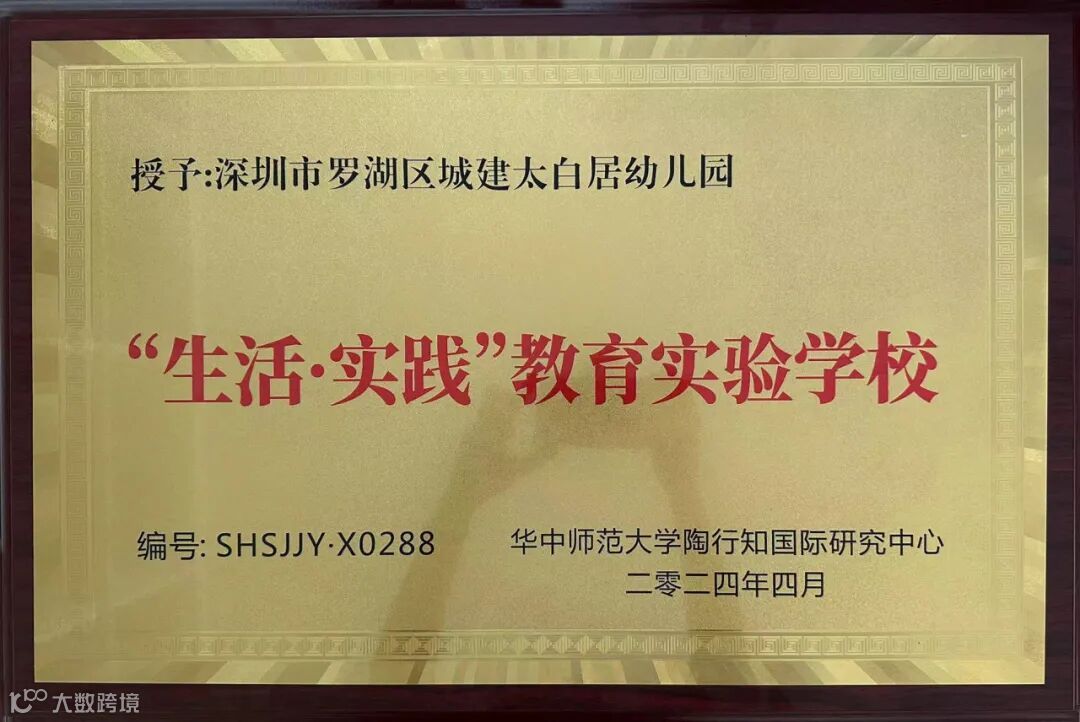 授予:深圳市罗湖区城建太白居幼儿园
“生活·实践”教育实验学校
编号: SHSJJY·X0288
华中师范大学陶行知国际研究中心
二零二四年四月
大数跨境